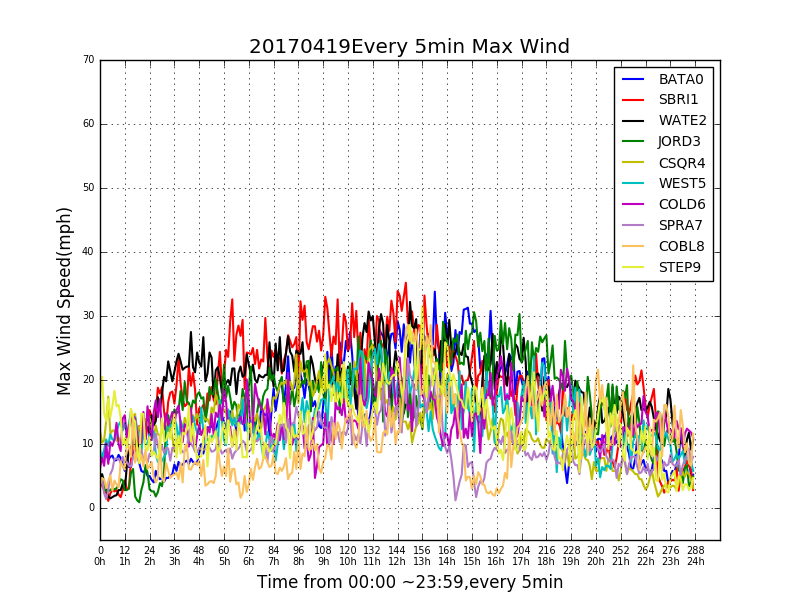 20170419Every 5min Max Wind
70
60
50
40
30
20
10
0
Max Wind Speed(mph)
BATA0
SBRI1
WATE2
JORD3
CSQR4
WEST5
COLD6
SPRA7
COBL8
STEP9
0 12 24 36 48 60 72 84 96 108 120 132 144 156 168 180 192 204 216 228 240 252 264 276 288
0h 1h 2h 3h 4h 5h 6h 7h 8h 9h 10h 11h 12h 13h 14h 15h 16h 17h 18h 19h 20h 21h 22h 23h 24h
Time from 00:00 ~23:59,every 5min